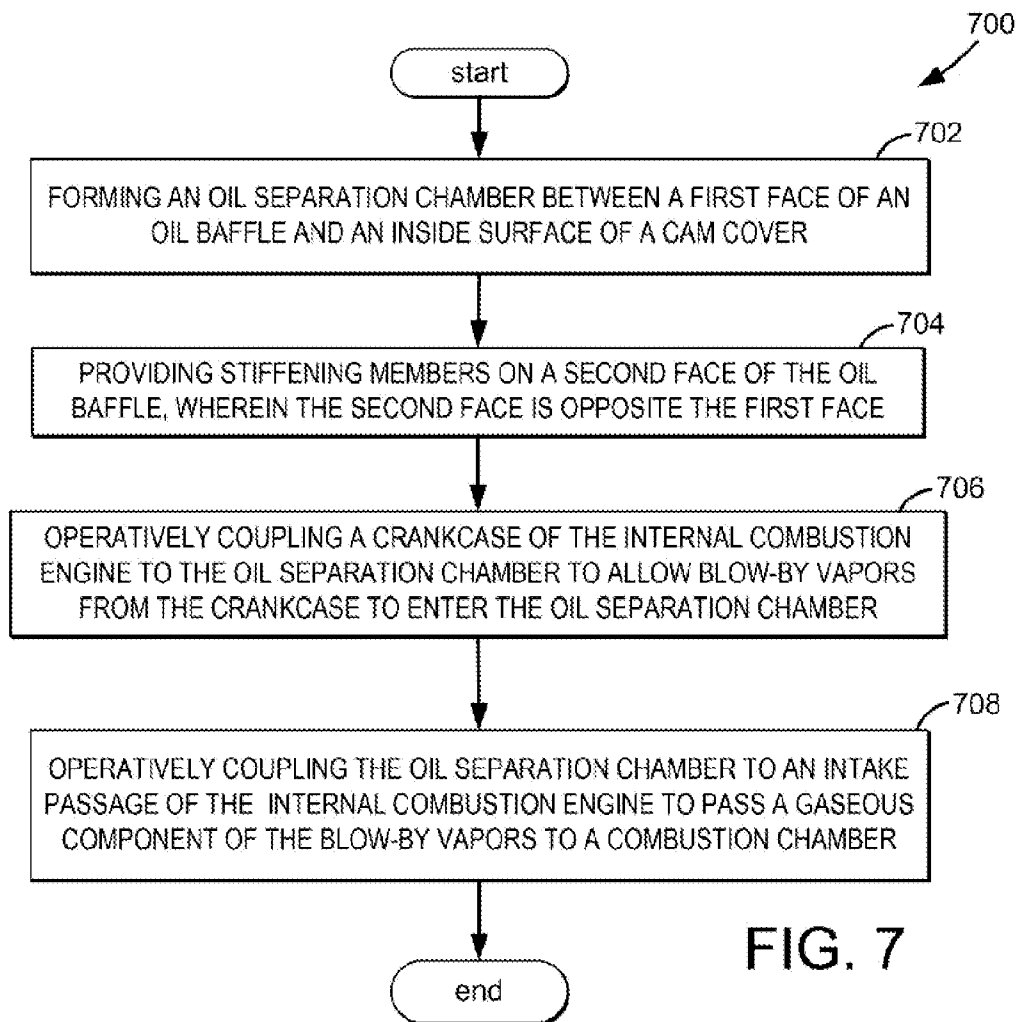 700
start
702
FORMING AN OIL SEPARATION CHAMBER BETWEEN A FIRST FACE OF AN
OIL BAFFLE AND AN INSIDE SURFACE OF A CAM COVER
704
PROVIDING STIFFENING MEMBERS ON A SECOND FACE OF THE OIL
BAFFLE, WHEREIN THE SECOND FACE IS OPPOSITE THE FIRST FACE
706
OPERATIVELY COUPLING A CRANKCASE OF THE INTERNAL COMBUSTION
ENGINE TO THE OIL SEPARATION CHAMBER TO ALLOW BLOW-BY VAPORS
FROM THE CRANKCASE TO ENTER THE OIL SEPARATION CHAMBER
708
OPERATIVELY COUPLING THE OIL SEPARATION CHAMBER TO AN INTAKE
PASSAGE OF THE INTERNAL COMBUSTION ENGINE TO PASS A GASEOUS
COMPONENT OF THE BLOW-BY VAPORS TO A COMBUSTION CHAMBER
FIG. 7
end